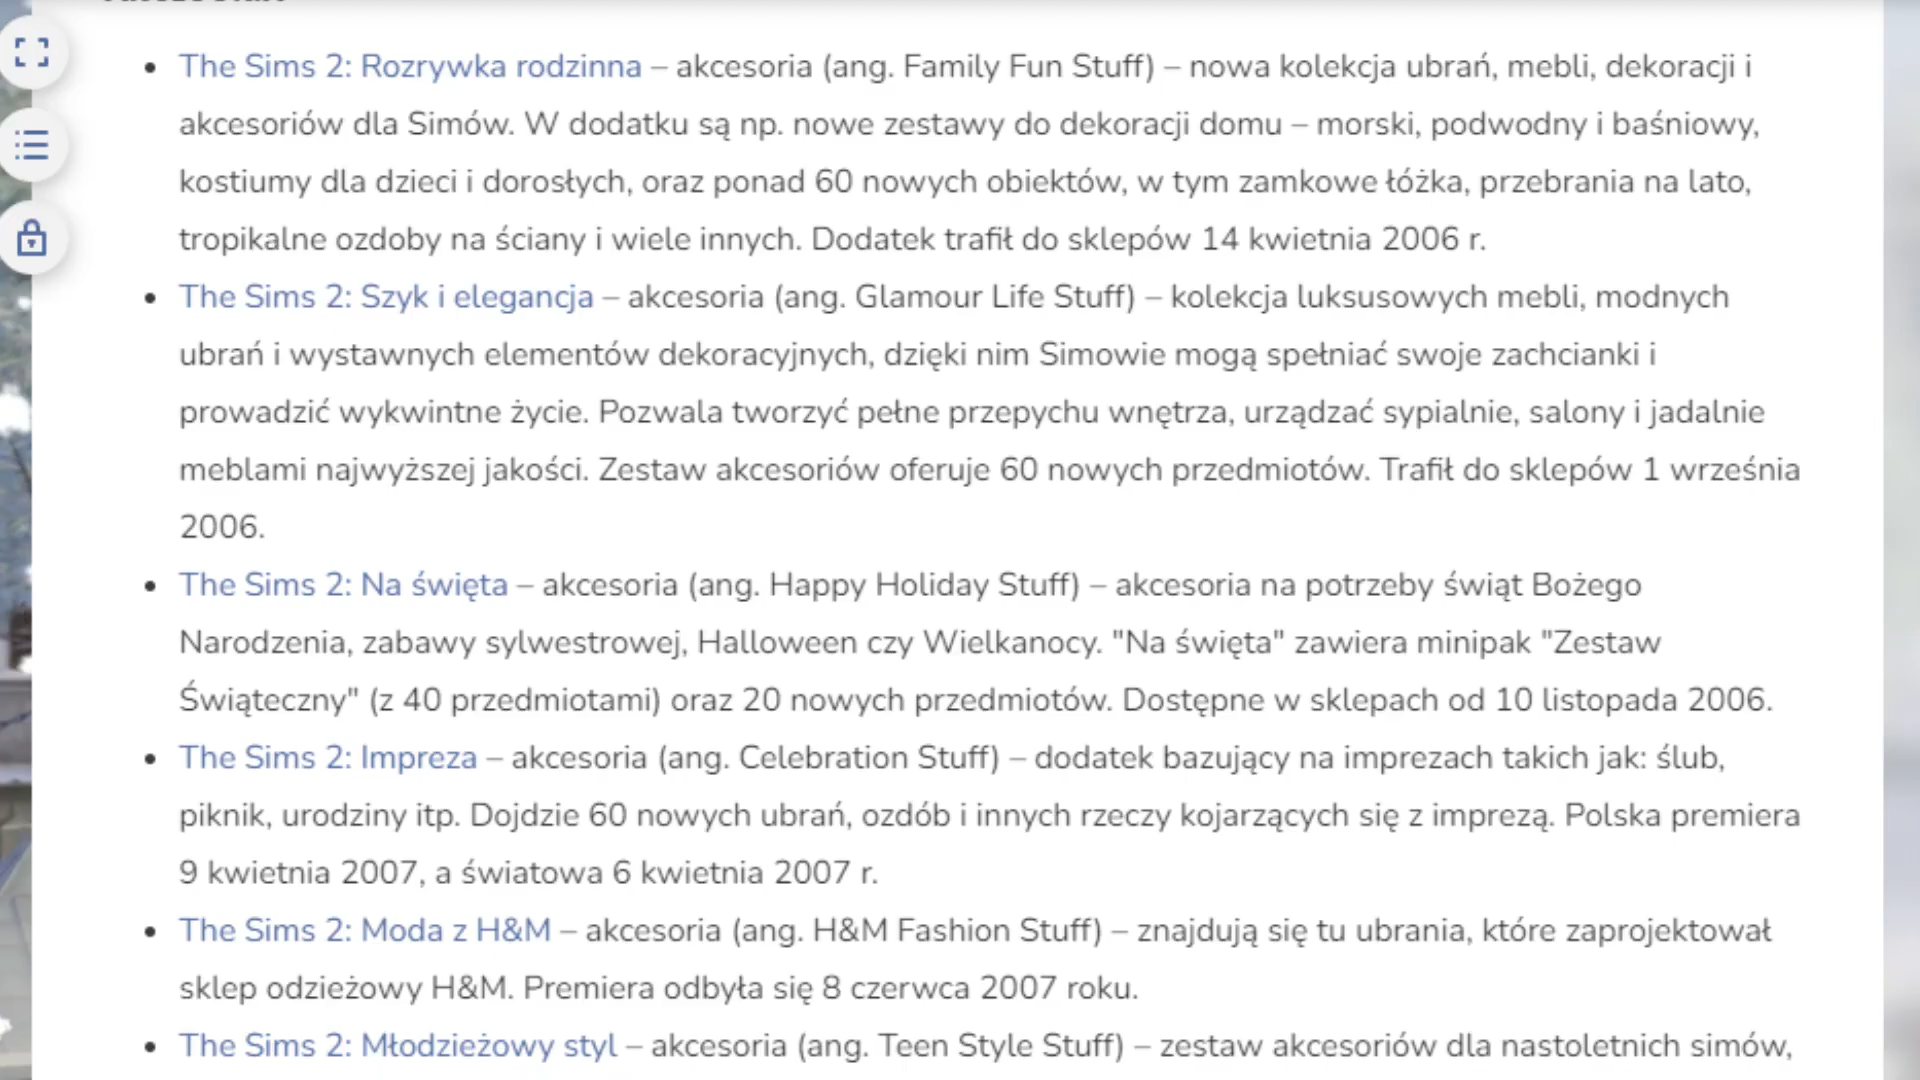 The Sims 2: Rozrywka rodzinna – akcesoria (ang. Family Fun Stuff) – nowa kolekcja ubrań, mebli, dekoracji i
akcesoriów dla Simów. W dodatku są np. nowe zestawy do dekoracji domu – morski, podwodny i baśniowy,
kostiumy dla dzieci i dorosłych, oraz ponad 60 nowych obiektów, w tym zamkowe łóżka, przebrania na lato,
tropikalne ozdoby na ściany i wiele innych. Dodatek trafił do sklepów 14 kwietnia 2006 r.
The Sims 2: Szyk i elegancja – akcesoria (ang. Glamour Life Stuff) – kolekcja luksusowych mebli, modnych
ubrań i wystawnych elementów dekoracyjnych, dzięki nim Simowie mogą spełniać swoje zachcianki i
prowadzić wykwintne życie. Pozwala tworzyć pełne przepychu wnętrza, urządzać sypialnie, salony i jadalnie
meblami najwyższej jakości. Zestaw akcesoriów oferuje 60 nowych przedmiotów. Trafił do sklepów 1 września
2006.
The Sims 2: Na święta – akcesoria (ang. Happy Holiday Stuff) – akcesoria na potrzeby świąt Bożego
Narodzenia, zabawy sylwestrowej, Halloween czy Wielkanocy. "Na święta" zawiera minipak "Zestaw
Świąteczny" (z 40 przedmiotami) oraz 20 nowych przedmiotów. Dostępne w sklepach od 10 listopada 2006.
The Sims 2: Impreza – akcesoria (ang. Celebration Stuff) – dodatek bazujący na imprezach takich jak: ślub,
piknik, urodziny itp. Dojdzie 60 nowych ubrań, ozdób i innych rzeczy kojarzących się z imprezą. Polska premiera
9 kwietnia 2007, a światowa 6 kwietnia 2007 r.
The Sims 2: Moda z H&M – akcesoria (ang. H&M Fashion Stuff) – znajdują się tu ubrania, które zaprojektował
sklep odzieżowy H&M. Premiera odbyła się 8 czerwca 2007 roku.
The Sims 2: Młodzieżowy styl – akcesoria (ang. Teen Style Stuff) – zestaw akcesoriów dla nastoletnich simów,